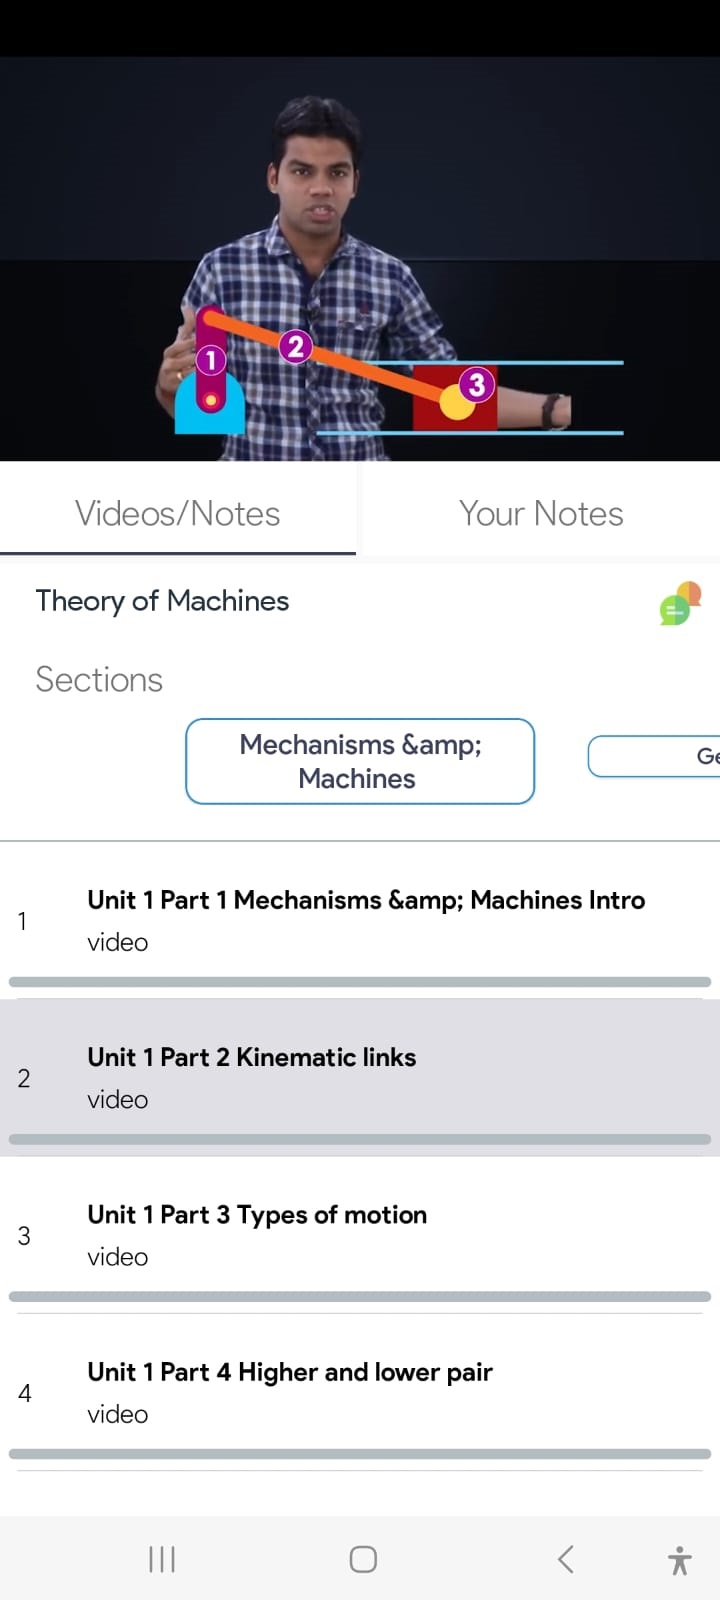 1
2
3
Videos/Notes
Your Notes
Theory of Machines
Sections
Mechanisms &amp;
Machines
Ge
1
Unit 1 Part 1 Mechanisms &amp; Machines Intro
video
2
Unit 1 Part 2 Kinematic links
video
3
Unit 1 Part 3 Types of motion
video
4
Unit 1 Part 4 Higher and lower pair
video